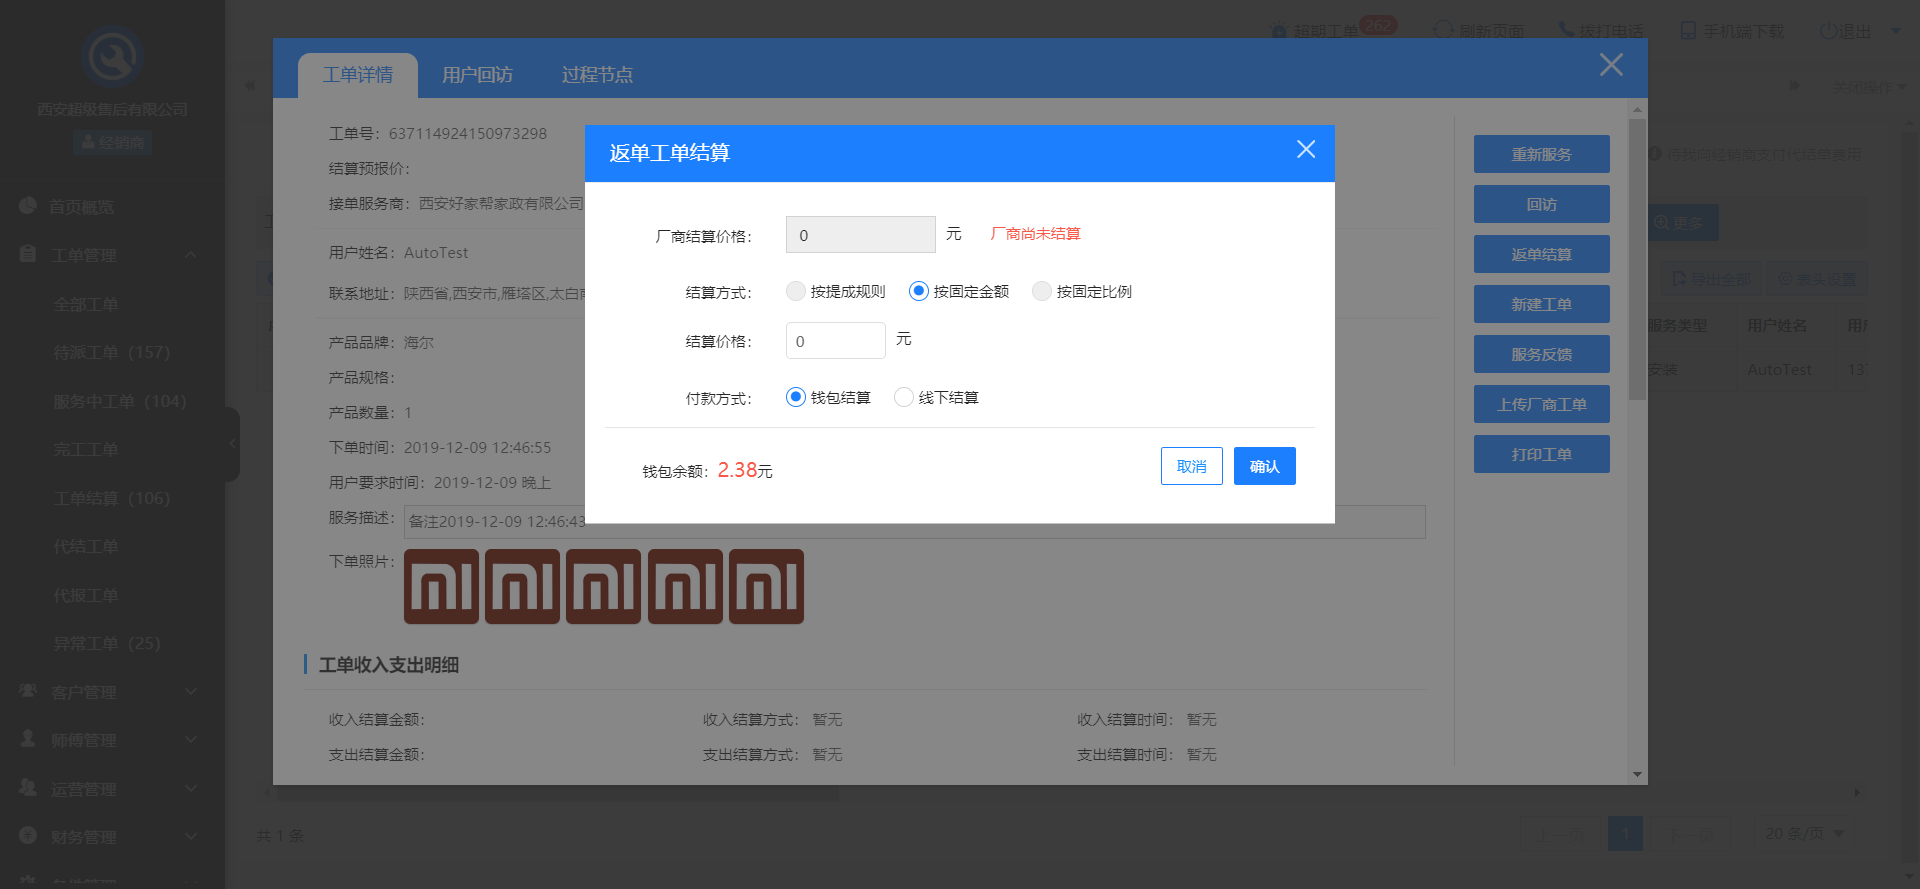 西安超级售后有限公司
经销商
首页概览
工单管理
全部工单
待派工单（157）
服务中工单（104）
完工工单
工单结算（106）
代结工单
代报工单
异常工单（25）
客户管理
师傅管理
运营管理
财务管理
超期工单 262
刷新页面
拨打电话
手机端下载
退出
关闭操作
工单详情
用户回访
过程节点
工单号：637114924150973298
结算预报价：
接单服务商：西安好家帮家政有限公司
用户姓名：AutoTest
联系地址：陕西省,西安市,雁塔区,太白南
产品品牌：海尔
产品规格：
产品数量：1
下单时间：2019-12-09 12:46:55
用户要求时间：2019-12-09 晚上
服务描述：备注2019-12-09 12:46:43
下单照片：
工单收入支出明细
收入结算金额：
收入结算方式： 暂无
收入结算时间： 暂无
支出结算金额：
支出结算方式： 暂无
支出结算时间： 暂无
返单工单结算
厂商结算价格： 0 元 厂商尚未结算
结算方式： 按提成规则 按固定金额 按固定比例
结算价格： 0 元
付款方式： 钱包结算 线下结算
钱包余额：2.38元
取消
确认
重新服务
回访
返单结算
新建工单
服务反馈
上传厂商工单
打印工单
待我向经销商支付代结单费用
更多
导出全部
表头设置
服务类型
用户姓名
用户
安装
AutoTest
137
共 1 条
上一页
1
下一页
20 条/页